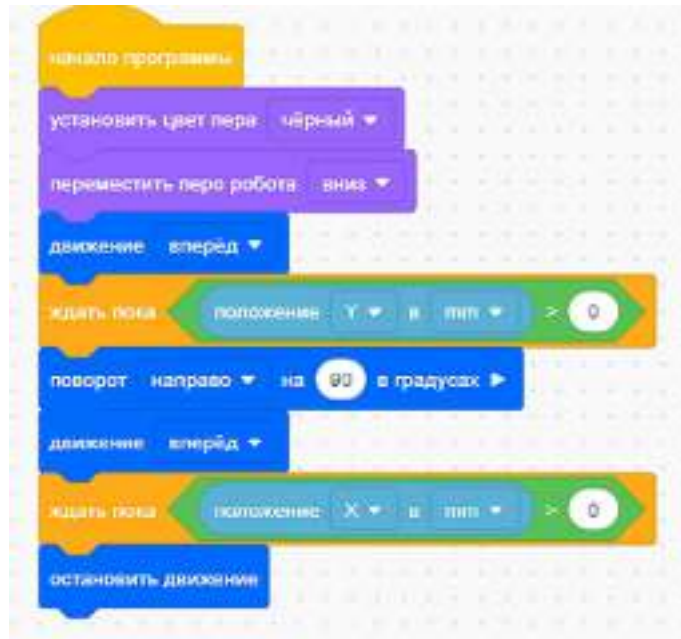 начало программы
установить цвет пера чёрный
переместить перо робота вниз
движение вперёд
ждать пока положение Y в mm > 0
поворот направо на 90 в градусах
движение вперёд
ждать пока положение X в mm > 0
остановить движение